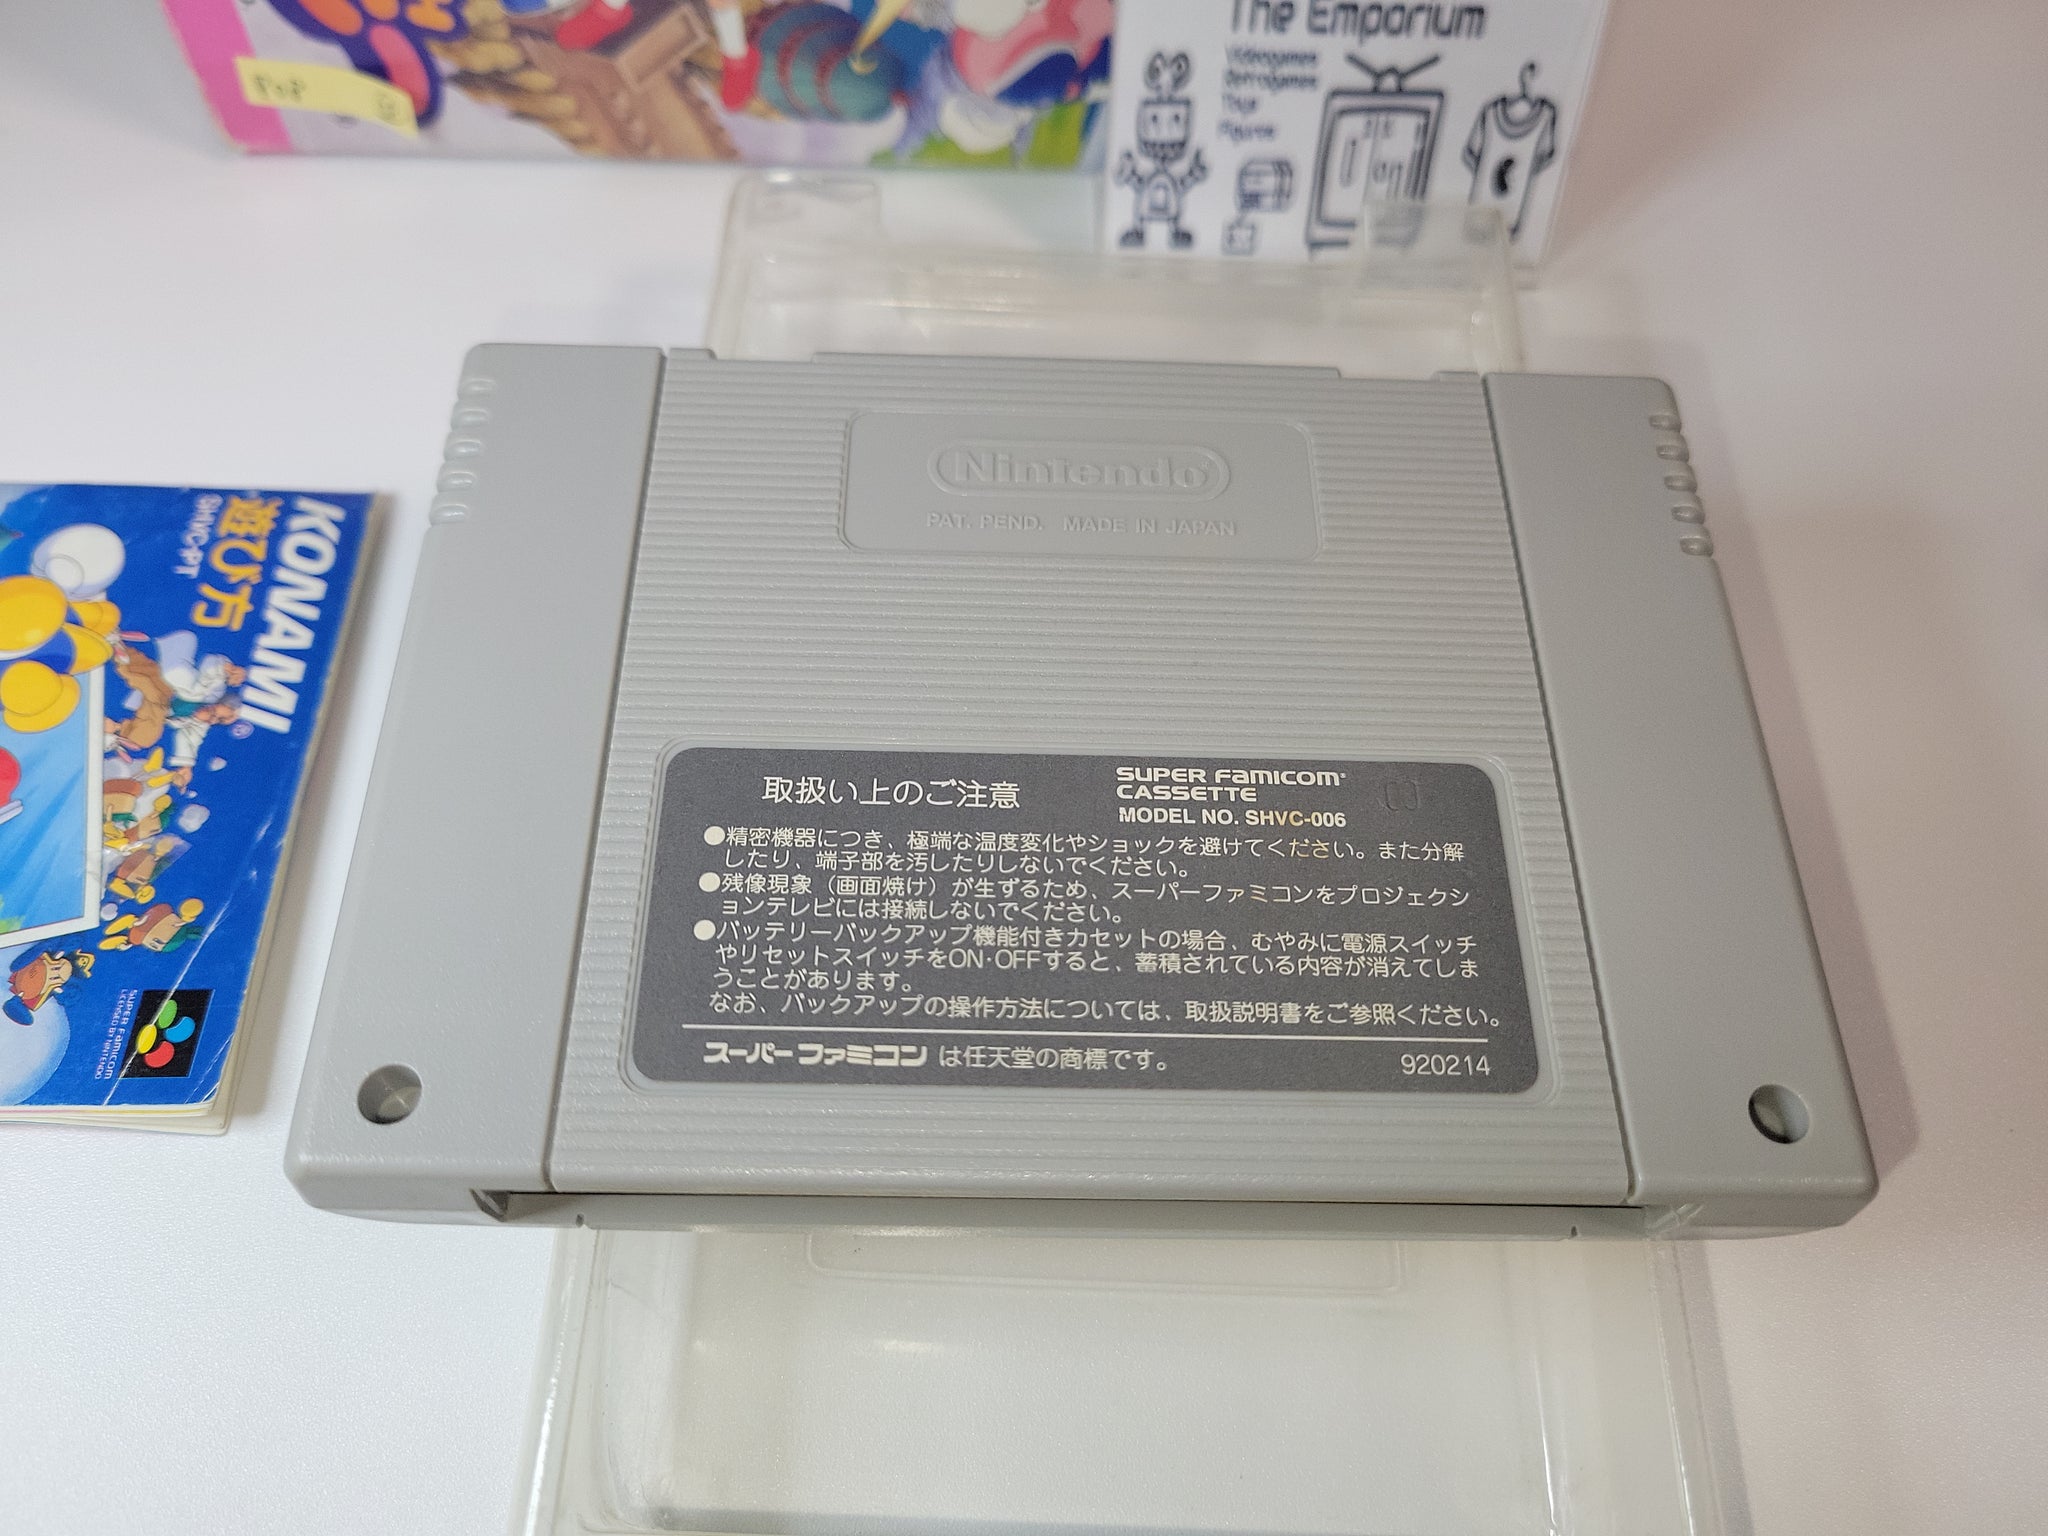 The Emporium
Videogames
Retrogames
Toys
Figures
Nintendo
PAT. PEND. MADE IN JAPAN
KONAMI®
遊び方
SHVC-PT
SUPER FAMICOM
LICENSED BY NINTENDO
取扱い上のご注意
SUPER FAMICOM®
CASSETTE
MODEL NO. SHVC-006
●精密機器につき、極端な温度変化やショックを避けてください。また分解
したり、端子部を汚したりしないでください。
●残像現象（画面焼け）が生ずるため、スーパーファミコンをプロジェクシ
ョンテレビには接続しないでください。
●バッテリーバックアップ機能付きカセットの場合、むやみに電源スイッチ
やリセットスイッチをON·OFFすると、蓄積されている内容が消えてしま
うことがあります。
なお、バックアップの操作方法については、取扱説明書をご参照ください。
スーパーファミコン は任天堂の商標です。
920214